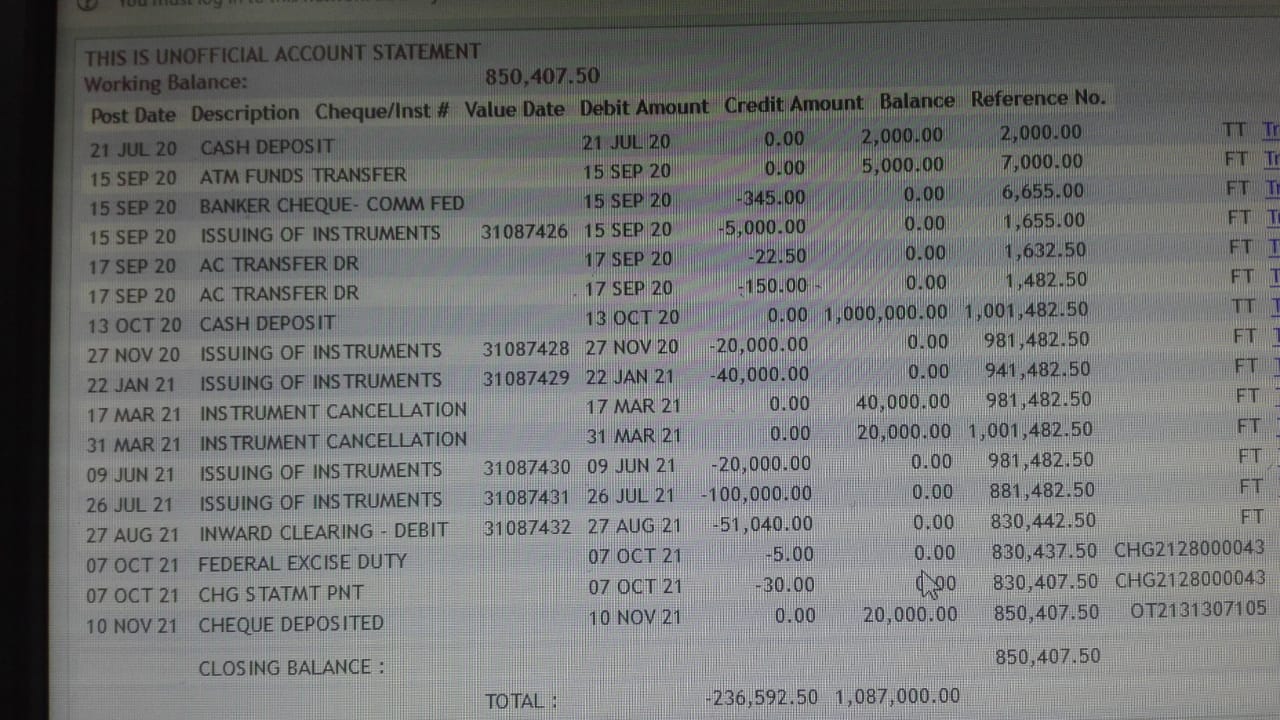 THIS IS UNOFFICIAL ACCOUNT STATEMENT
Working Balance: 850,407.50
Post Date Description Cheque/Inst # Value Date Debit Amount Credit Amount Balance Reference No.
21 JUL 20 CASH DEPOSIT 21 JUL 20 0.00 2,000.00 2,000.00 TT
15 SEP 20 ATM FUNDS TRANSFER 15 SEP 20 0.00 5,000.00 7,000.00 FT
15 SEP 20 BANKER CHEQUE- COMM FED 15 SEP 20 -345.00 0.00 6,655.00 FT
15 SEP 20 ISSUING OF INSTRUMENTS 31087426 15 SEP 20 -5,000.00 0.00 1,655.00 FT
17 SEP 20 AC TRANSFER DR 17 SEP 20 -22.50 0.00 1,632.50 FT
17 SEP 20 AC TRANSFER DR 17 SEP 20 -150.00 0.00 1,482.50 FT
13 OCT 20 CASH DEPOSIT 13 OCT 20 0.00 1,000,000.00 1,001,482.50 TT
27 NOV 20 ISSUING OF INSTRUMENTS 31087428 27 NOV 20 -20,000.00 0.00 981,482.50 FT
22 JAN 21 ISSUING OF INSTRUMENTS 31087429 22 JAN 21 -40,000.00 0.00 941,482.50 FT
17 MAR 21 INSTRUMENT CANCELLATION 17 MAR 21 0.00 40,000.00 981,482.50 FT
31 MAR 21 INSTRUMENT CANCELLATION 31 MAR 21 0.00 20,000.00 1,001,482.50 FT
09 JUN 21 ISSUING OF INSTRUMENTS 31087430 09 JUN 21 -20,000.00 0.00 981,482.50 FT
26 JUL 21 ISSUING OF INSTRUMENTS 31087431 26 JUL 21 -100,000.00 0.00 881,482.50 FT
27 AUG 21 INWARD CLEARING - DEBIT 31087432 27 AUG 21 -51,040.00 0.00 830,442.50 FT
07 OCT 21 FEDERAL EXCISE DUTY 07 OCT 21 -5.00 0.00 830,437.50 CHG2128000043
07 OCT 21 CHG STATMT PNT 07 OCT 21 -30.00 0.00 830,407.50 CHG2128000043
10 NOV 21 CHEQUE DEPOSITED 10 NOV 21 0.00 20,000.00 850,407.50 OT2131307105
CLOSING BALANCE : 850,407.50
TOTAL : -236,592.50 1,087,000.00